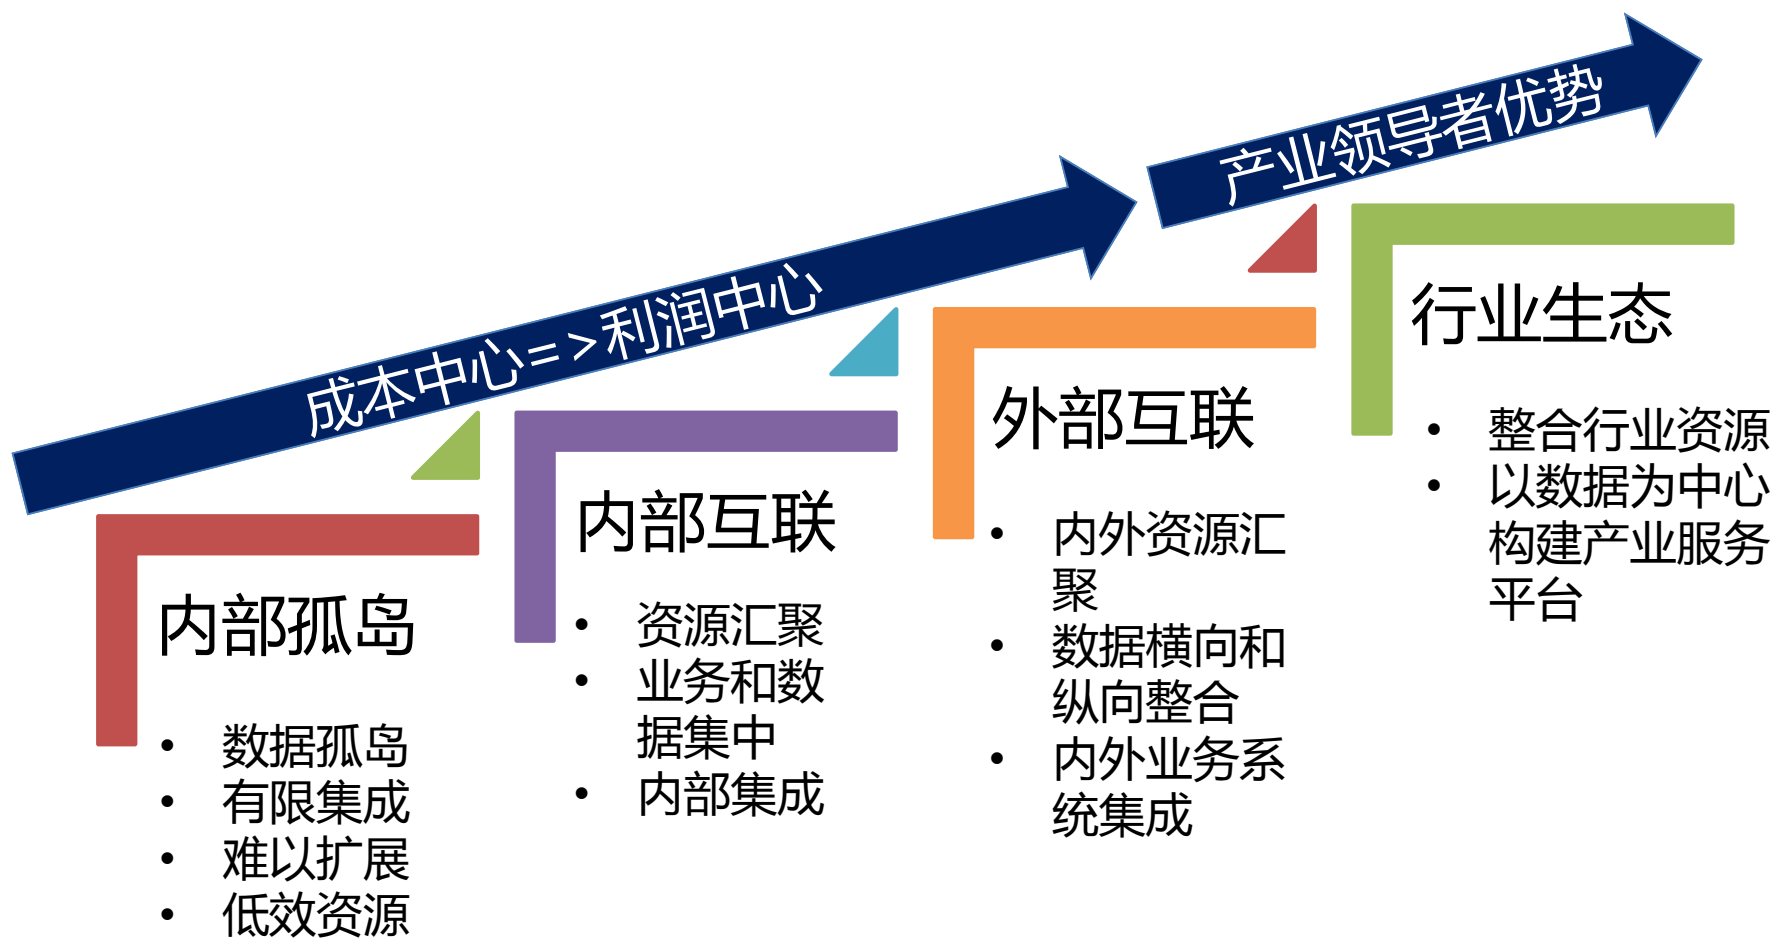 产业领导者优势
成本中心=>利润中心
内部孤岛
• 数据孤岛
• 有限集成
• 难以扩展
• 低效资源
内部互联
• 资源汇聚
• 业务和数
据集中
• 内部集成
外部互联
• 内外资源汇
聚
• 数据横向和
纵向整合
• 内外业务系
统集成
行业生态
• 整合行业资源
• 以数据为中心
构建产业服务
平台